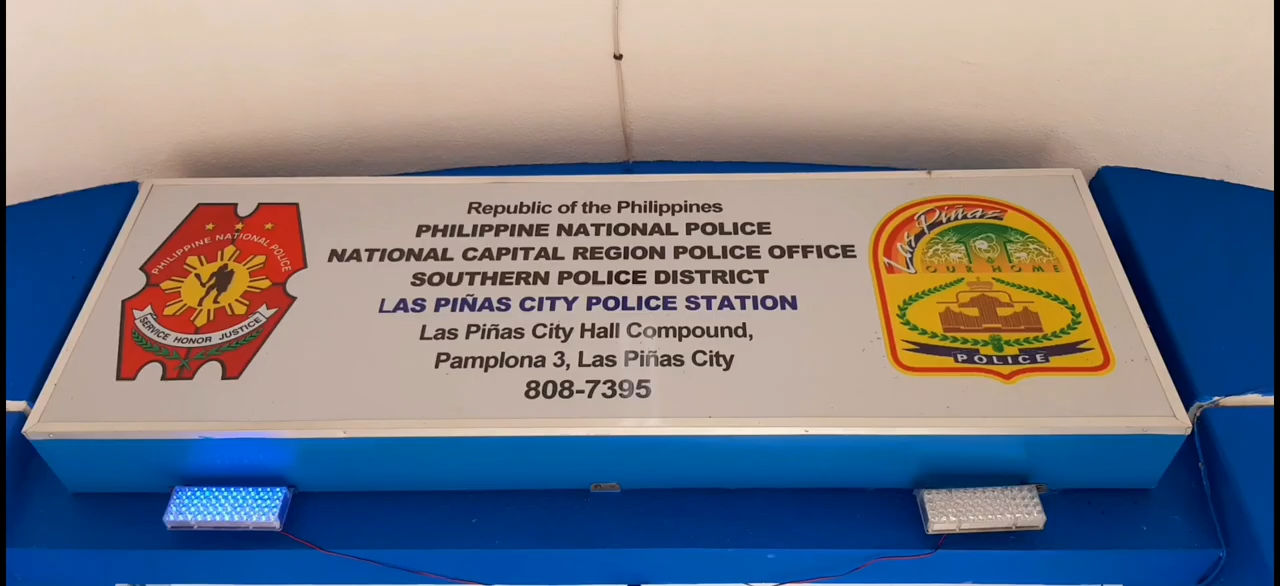 Republic of the Philippines
PHILIPPINE NATIONAL POLICE
NATIONAL CAPITAL REGION POLICE OFFICE
SOUTHERN POLICE DISTRICT
LAS PIÑAS CITY POLICE STATION
Las Piñas City Hall Compound,
Pamplona 3, Las Piñas City
808-7395
PHILIPPINE NATIONAL POLICE
SERVICE HONOR JUSTICE
Las Piñas
OUR HOME
POLICE